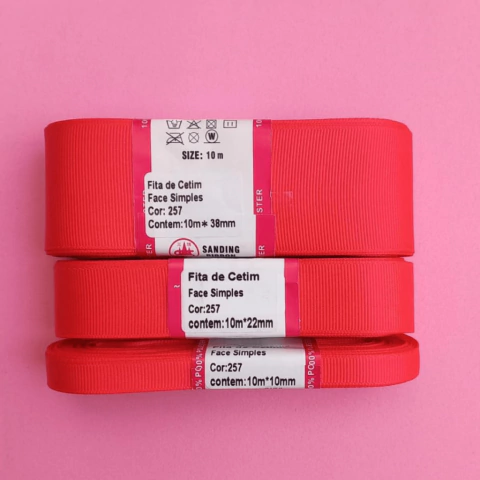 SIZE: 10 m
Fita de Cetim
Face Simples
Cor: 257
Contem:10m* 38mm
STER
SANDING
Fita de Cetim
Face Simples
Cor:257
contem:10m*22mm
Face Simples
Cor:257
contem:10m*10mm